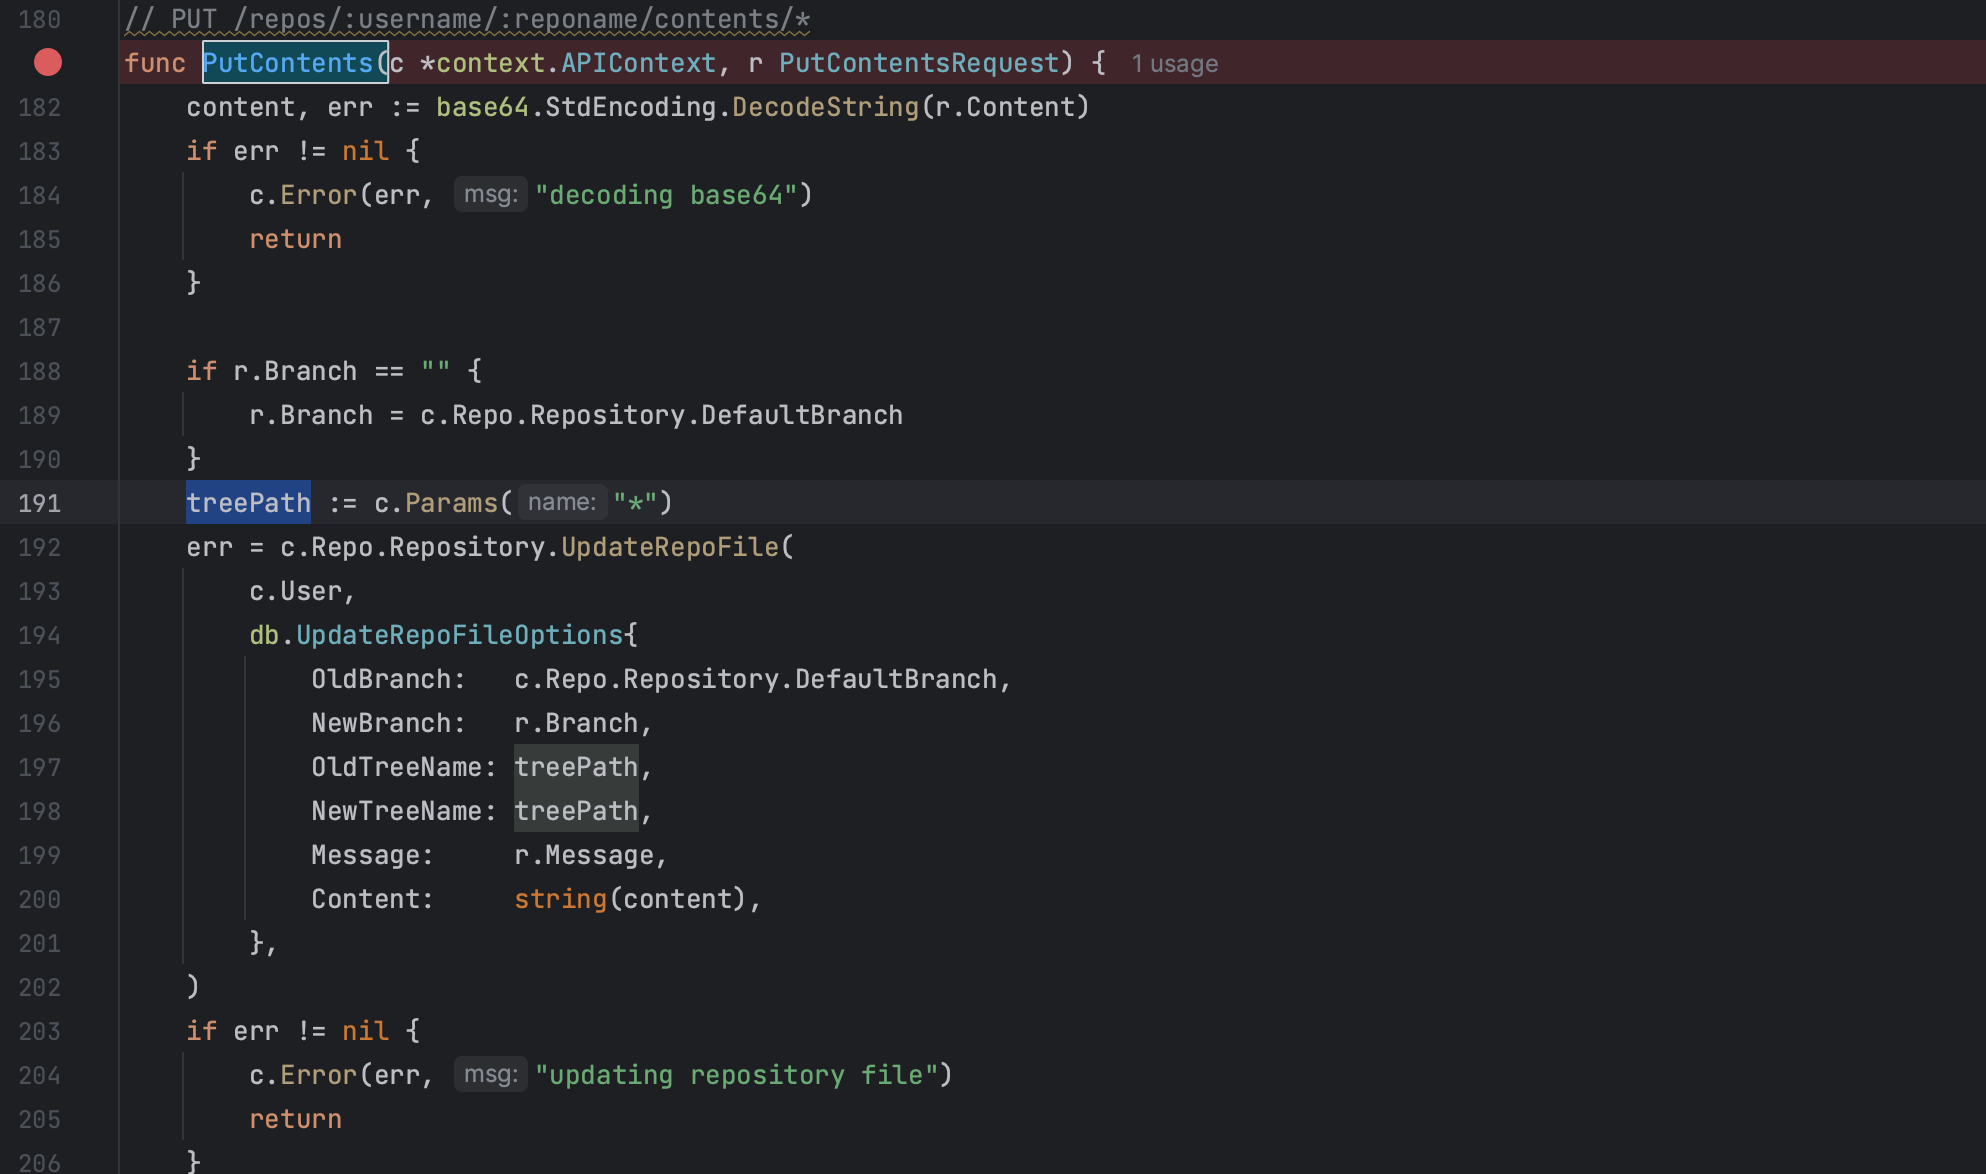 180 // PUT /repos/:username/:reponame/contents/*
func PutContents(c *context.APIContext, r PutContentsRequest) { 1 usage
182 content, err := base64.StdEncoding.DecodeString(r.Content)
183 if err != nil {
184 c.Error(err, msg: "decoding base64")
185 return
186 }
187
188 if r.Branch == "" {
189 r.Branch = c.Repo.Repository.DefaultBranch
190 }
191 treePath := c.Params( name: "*")
192 err = c.Repo.Repository.UpdateRepoFile(
193 c.User,
194 db.UpdateRepoFileOptions{
195 OldBranch: c.Repo.Repository.DefaultBranch,
196 NewBranch: r.Branch,
197 OldTreeName: treePath,
198 NewTreeName: treePath,
199 Message: r.Message,
200 Content: string(content),
201 },
202 )
203 if err != nil {
204 c.Error(err, msg: "updating repository file")
205 return
206 }